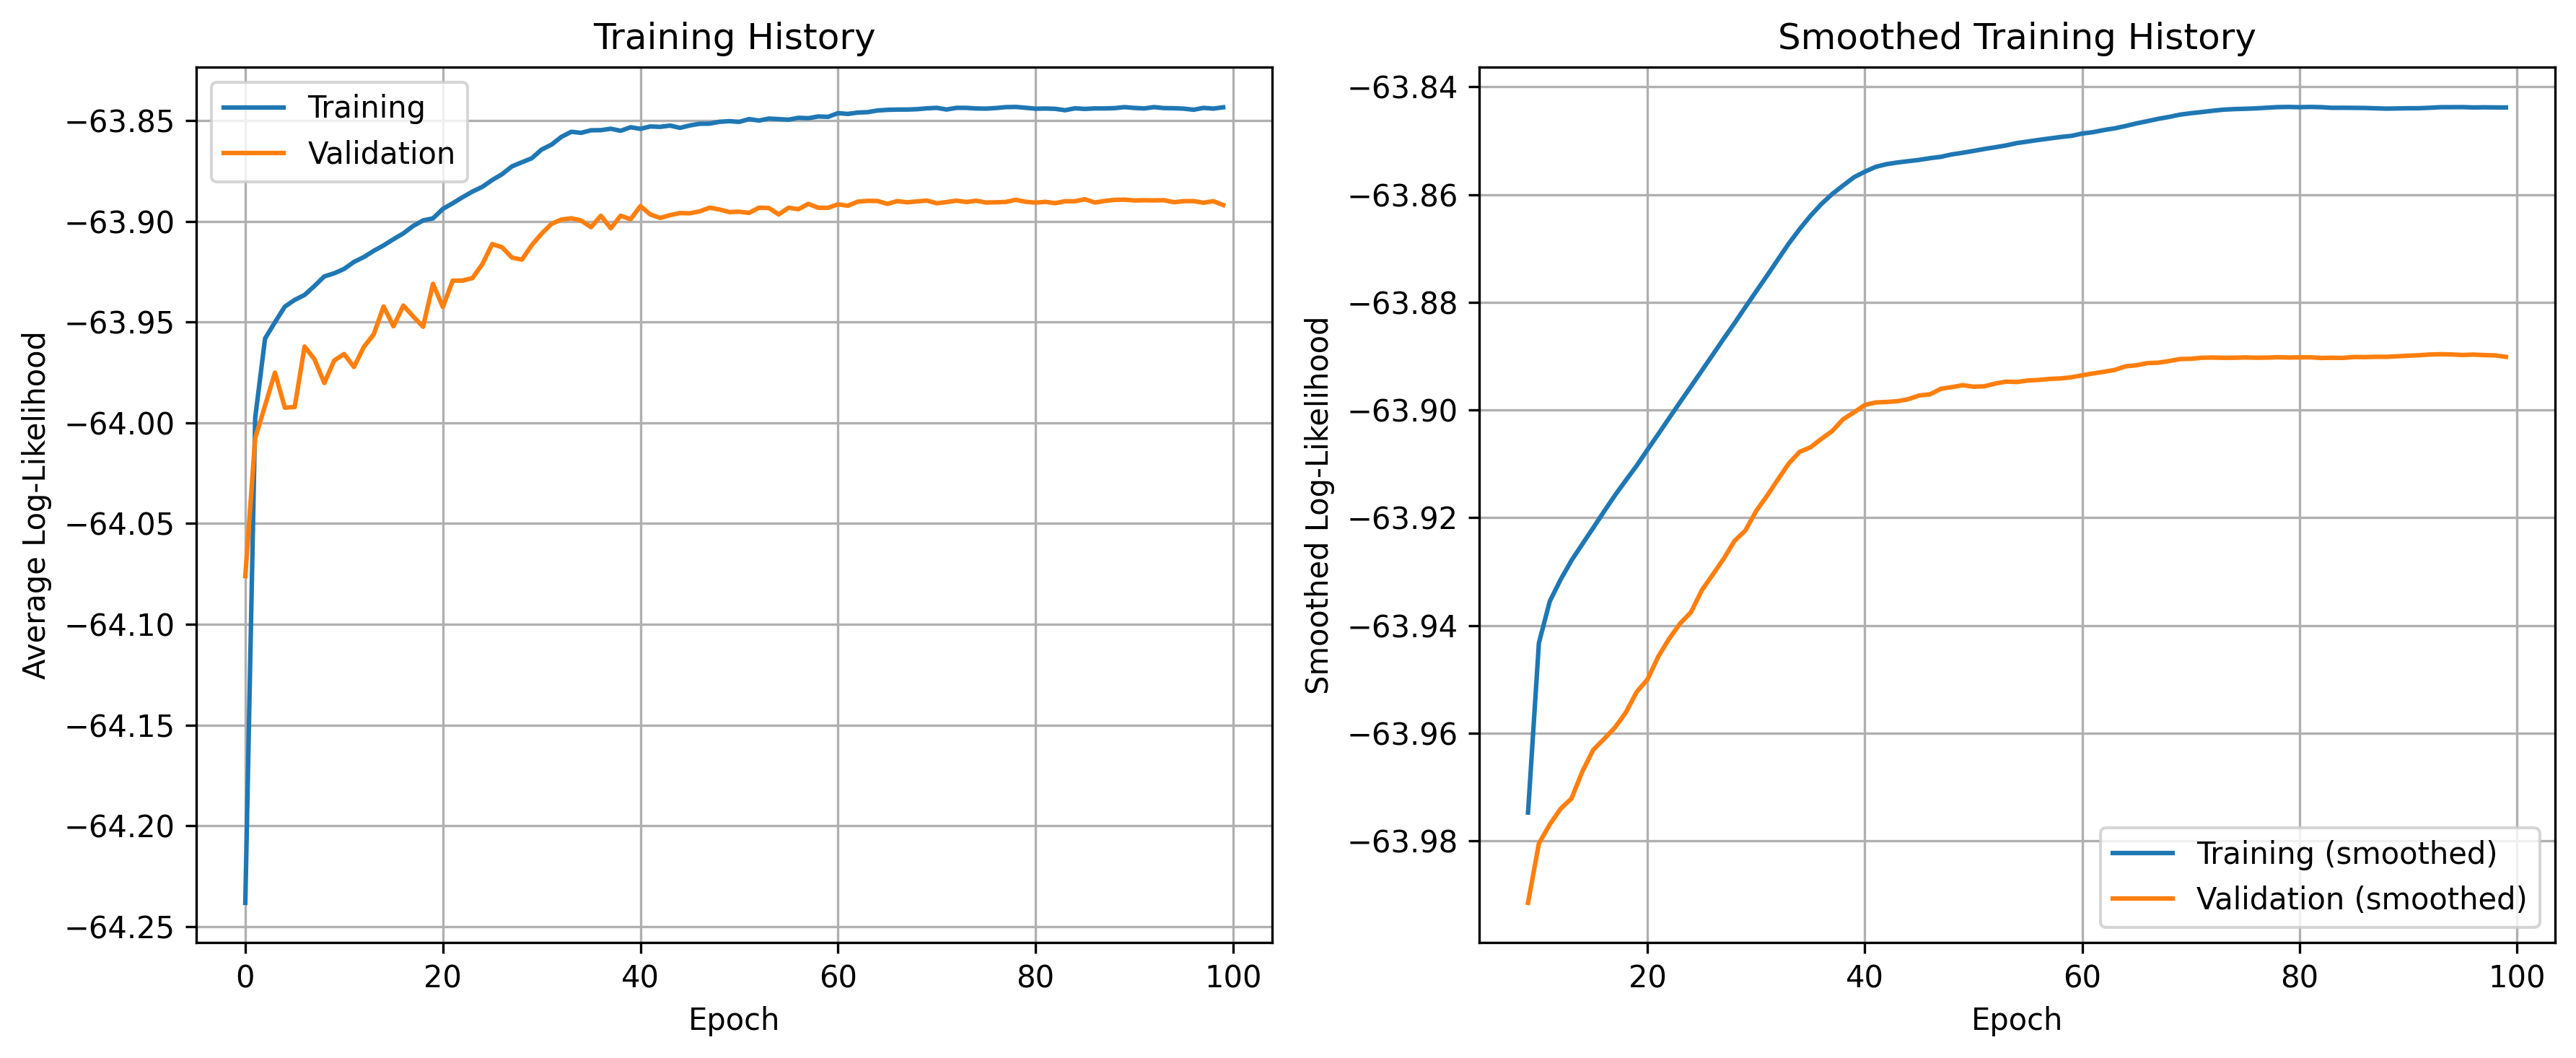 Training History
Training
Validation
Average Log-Likelihood
−63.85
−63.90
−63.95
−64.00
−64.05
−64.10
−64.15
−64.20
−64.25
0 20 40 60 80 100
Epoch
Smoothed Training History
Smoothed Log-Likelihood
−63.84
−63.86
−63.88
−63.90
−63.92
−63.94
−63.96
−63.98
Training (smoothed)
Validation (smoothed)
20 40 60 80 100
Epoch